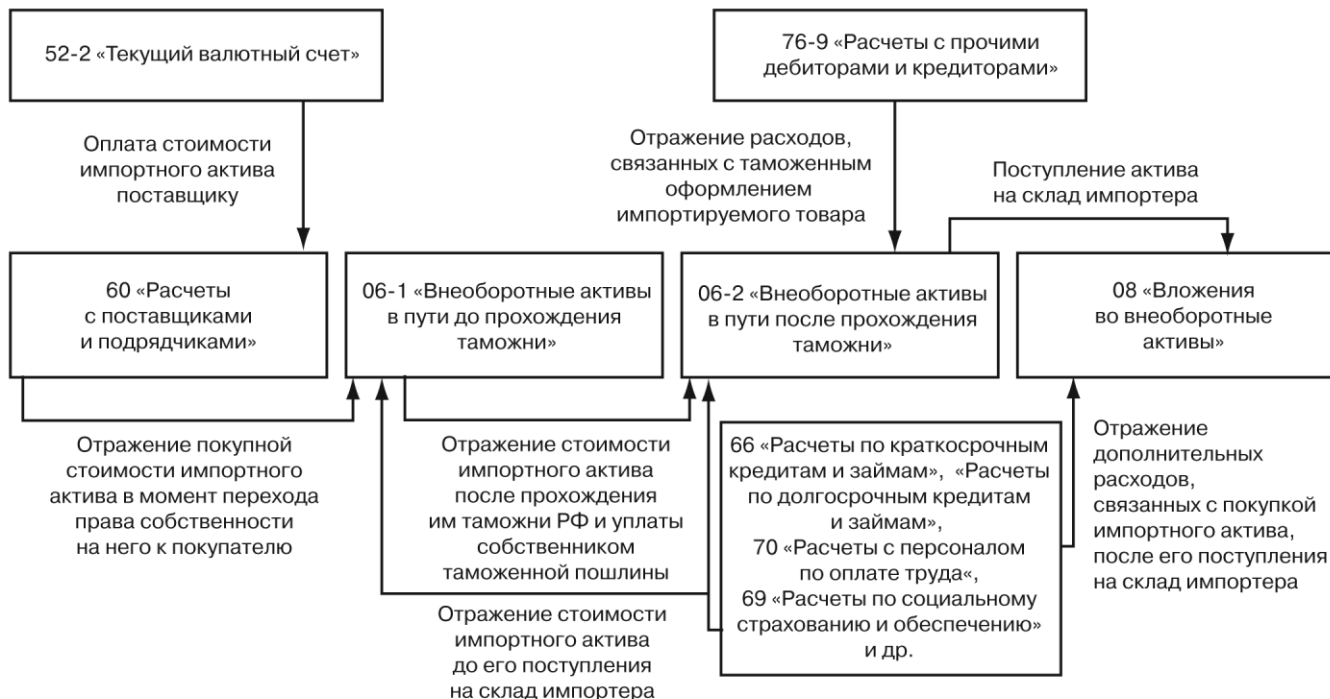 52-2 «Текущий валютный счет»
76-9 «Расчеты с прочими
дебиторами и кредиторами»
Оплата стоимости
импортного актива
поставщику
Отражение расходов,
связанных с таможенным
оформлением
импортируемого товара
Поступление актива
на склад импортера
60 «Расчеты
с поставщиками
и подрядчиками»
06-1 «Внеоборотные активы
в пути до прохождения
таможни»
06-2 «Внеоборотные активы
в пути после прохождения
таможни»
08 «Вложения
во внеоборотные
активы»
Отражение покупной
стоимости импортного
актива в момент перехода
права собственности
на него к покупателю
Отражение стоимости
импортного актива
после прохождения
им таможни РФ и уплаты
собственником
таможенной пошлины
Отражение стоимости
импортного актива
до его поступления
на склад импортера
66 «Расчеты по краткосрочным
кредитам и займам», «Расчеты
по долгосрочным кредитам
и займам»,
70 «Расчеты с персоналом
по оплате труда«,
69 «Расчеты по социальному
страхованию и обеспечению»
и др.
Отражение
дополнительных
расходов,
связанных с покупкой
импортного актива,
после его поступления
на склад импортера